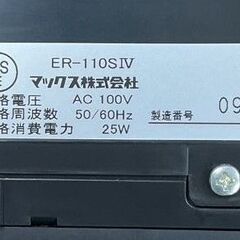 S
E
ER-110SⅣ
マックス株式会社
格電圧 AC 100V
格周波数 50/60Hz
格消費電力 25W
製造番号 09